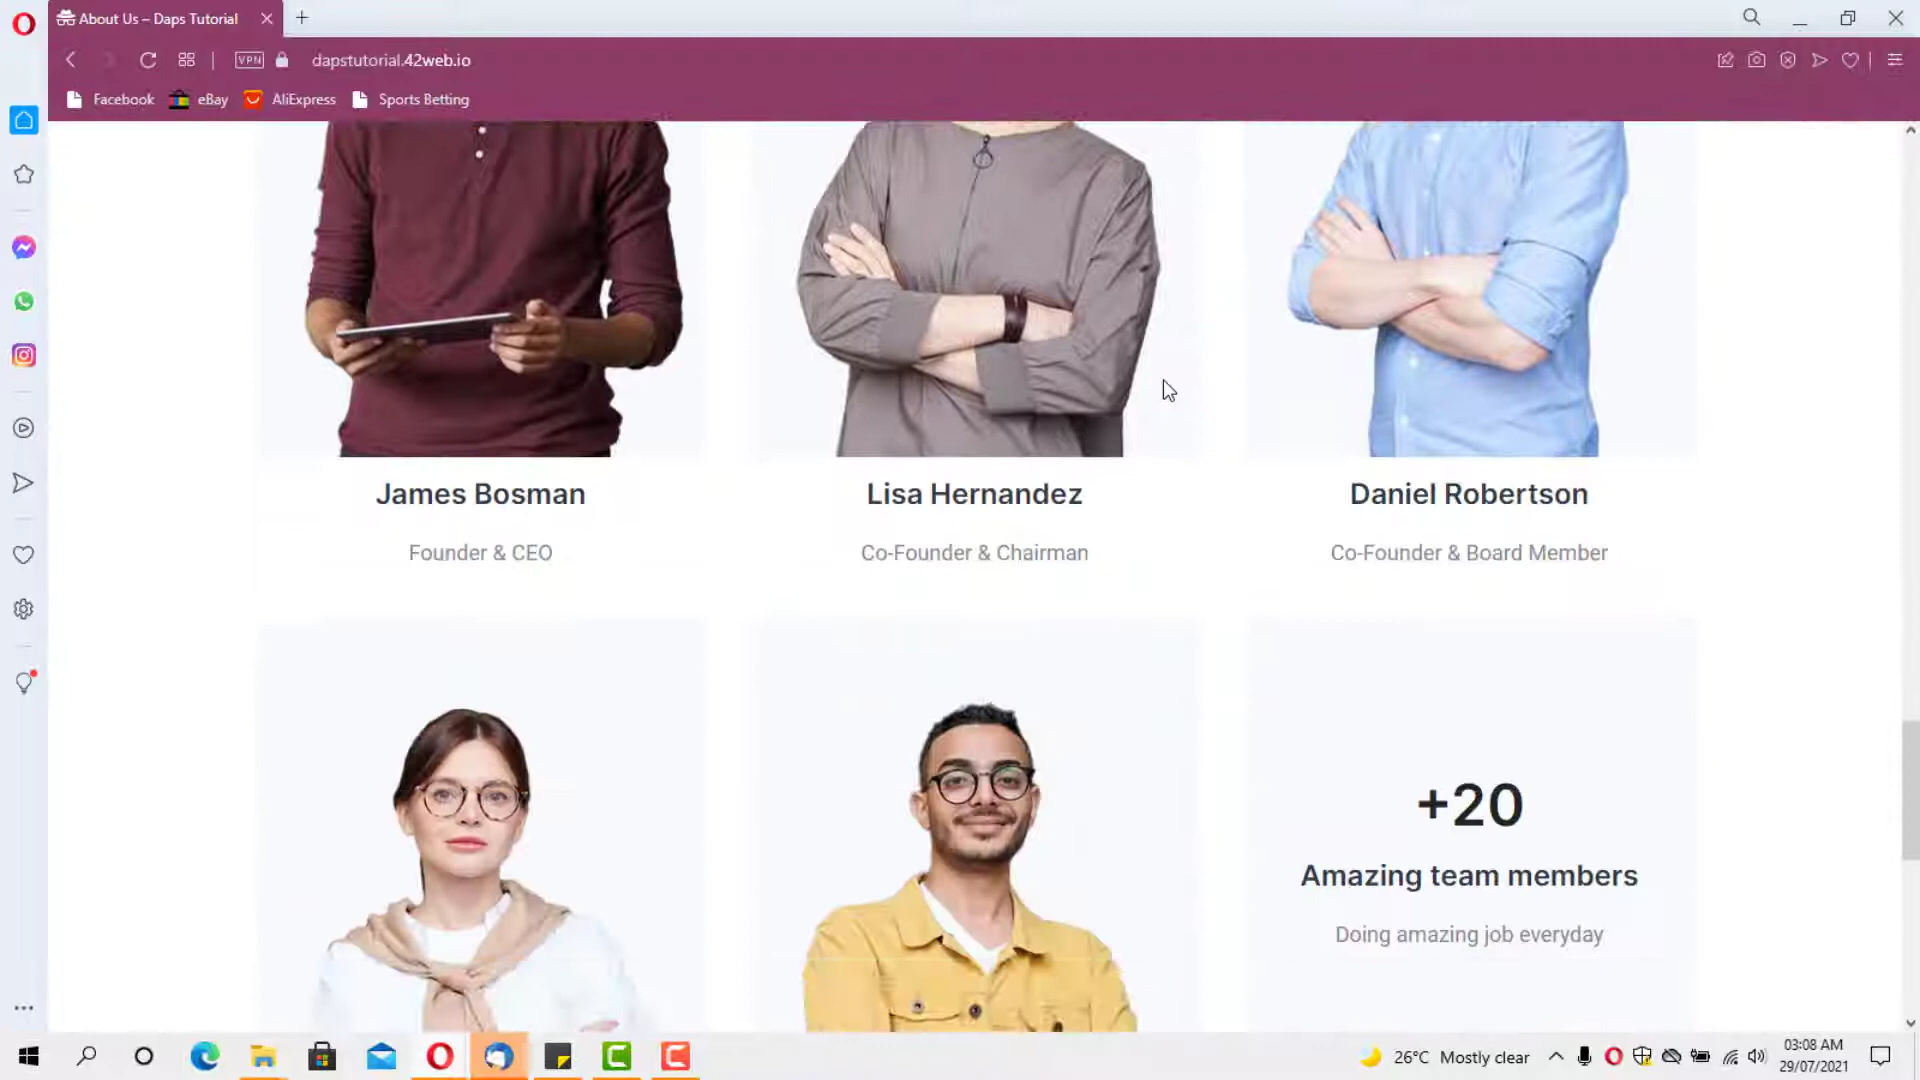 About Us – Daps Tutorial
VPN
dapstutorial.42web.io
Facebook
eBay
AliExpress
Sports Betting
James Bosman
Lisa Hernandez
Daniel Robertson
Founder & CEO
Co-Founder & Chairman
Co-Founder & Board Member
+20
Amazing team members
Doing amazing job everyday
26°C Mostly clear
03:08 AM
29/07/2021